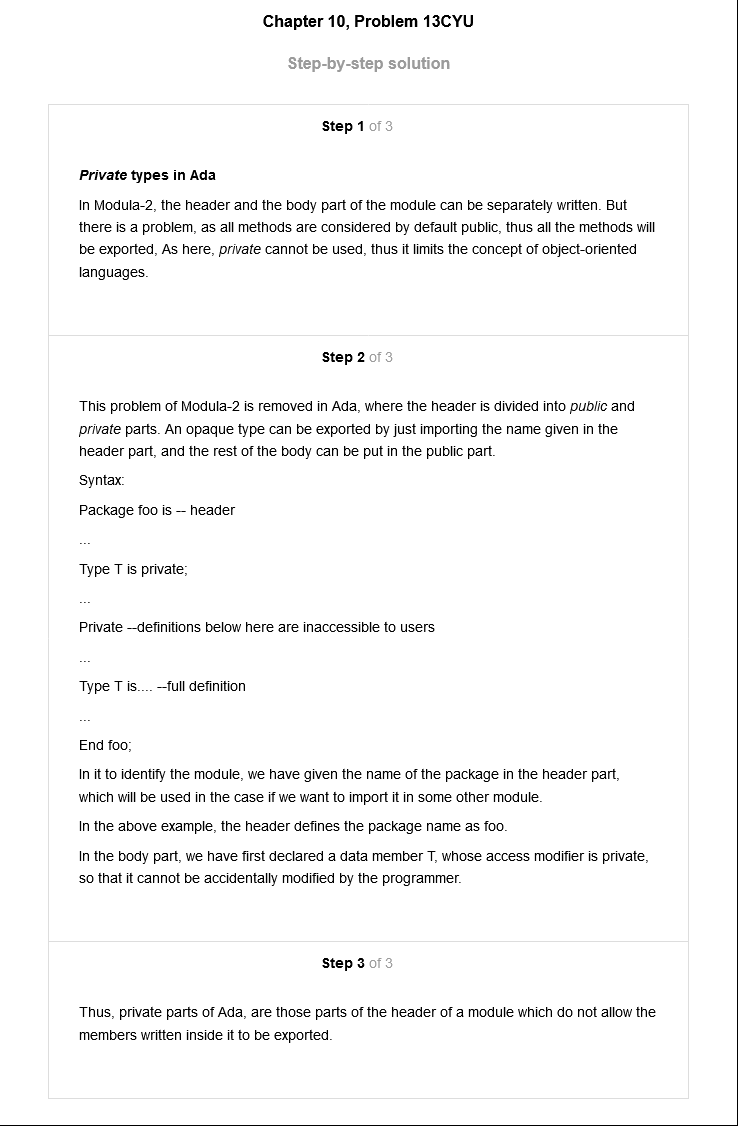 Chapter 10, Problem 13CYU
Step-by-step solution
Step 1 of 3
Private types in Ada
In Modula-2, the header and the body part of the module can be separately written. But
there is a problem, as all methods are considered by default public, thus all the methods will
be exported, As here, private cannot be used, thus it limits the concept of object-oriented
languages.
Step 2 of 3
This problem of Modula-2 is removed in Ada, where the header is divided into public and
private parts. An opaque type can be exported by just importing the name given in the
header part, and the rest of the body can be put in the public part.
Syntax:
Package foo is -- header
...
Type T is private;
...
Private --definitions below here are inaccessible to users
...
Type T is.... --full definition
...
End foo;
In it to identify the module, we have given the name of the package in the header part,
which will be used in the case if we want to import it in some other module.
In the above example, the header defines the package name as foo.
In the body part, we have first declared a data member T, whose access modifier is private,
so that it cannot be accidentally modified by the programmer.
Step 3 of 3
Thus, private parts of Ada, are those parts of the header of a module which do not allow the
members written inside it to be exported.